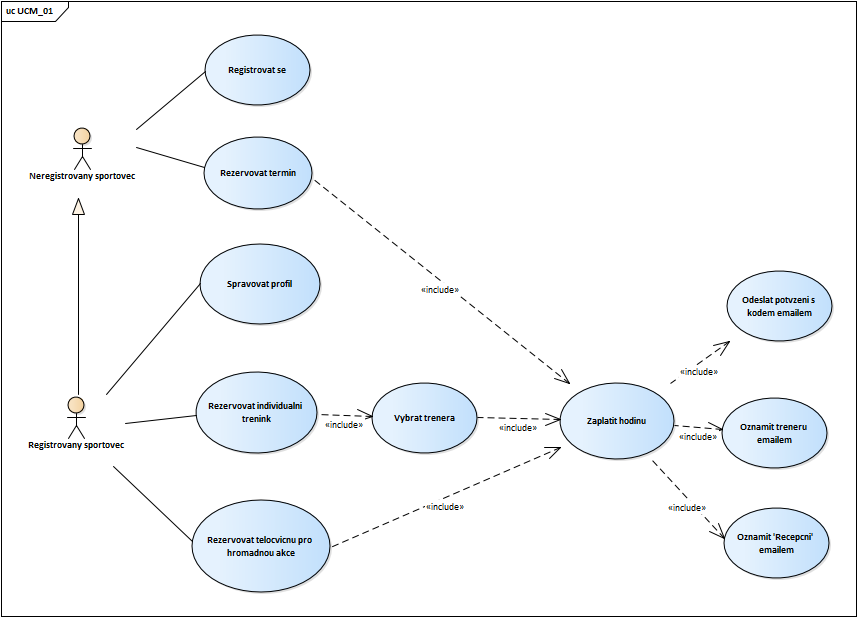 uc UCM_01
Registrovat se
Neregistrovany sportovec
Rezervovat termin
Spravovat profil
«include»
Odeslat potvzeni s
kodem emailem
«include»
Registrovany sportovec
Rezervovat individualni
trenink
«include»
Vybrat trenera
«include»
Zaplatit hodinu
«include»
Oznamit treneru
emailem
Rezervovat telocvicnu pro
hromadnou akce
«include»
«include»
Oznamit 'Recepcni'
emailem